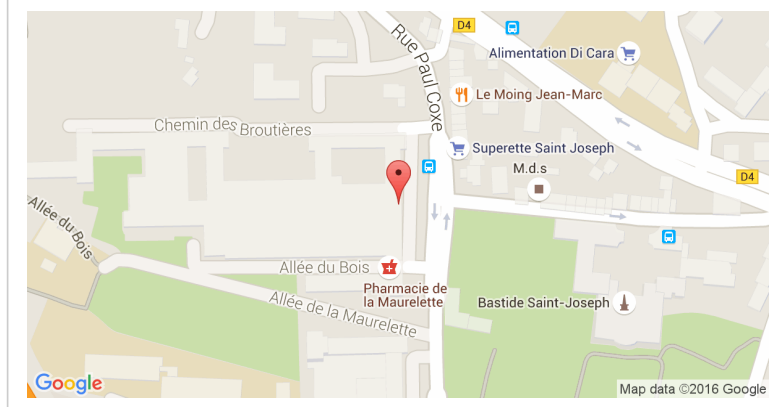 D4
Alimentation Di Cara
Rue Paul Coxe
Le Moing Jean-Marc
Chemin des Broutières
Superette Saint Joseph
M.d.s
D4
Allée du Bois
Allée du Bois
Pharmacie de
la Maurelette
Allée de la Maurelette
Bastide Saint-Joseph
Google
Map data ©2016 Google